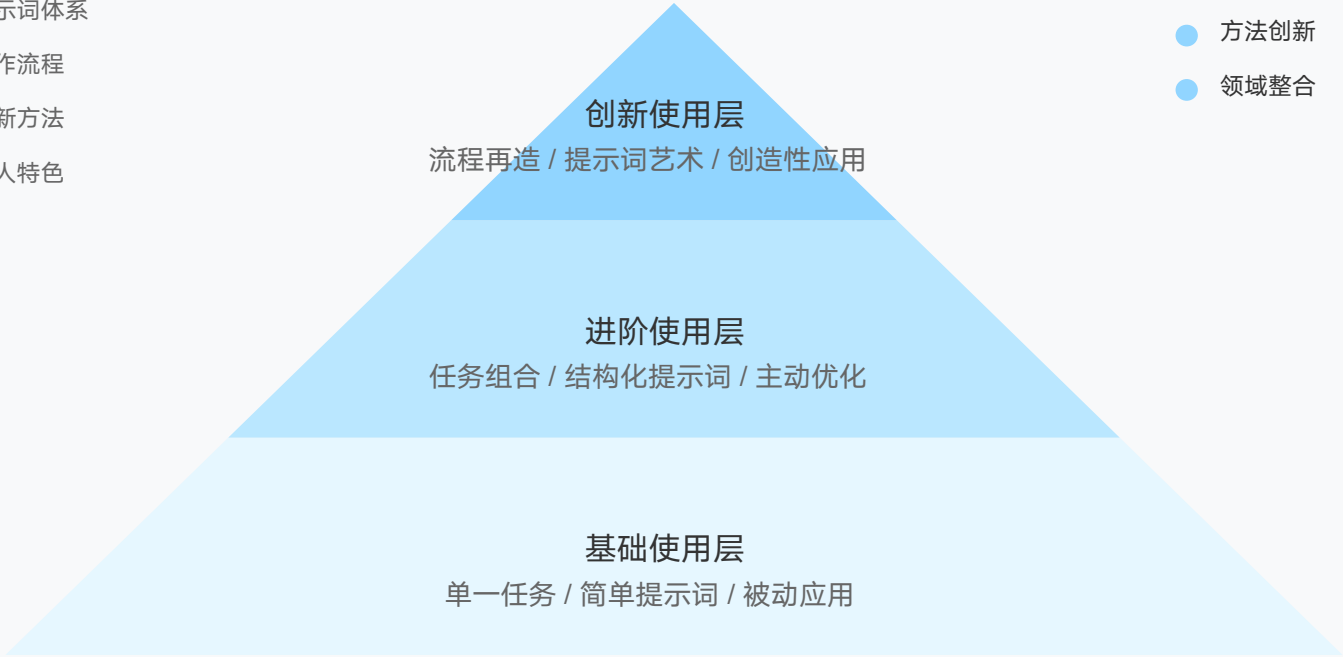 示词体系
作流程
新方法
人特色
创新使用层
流程再造 / 提示词艺术 / 创造性应用
进阶使用层
任务组合 / 结构化提示词 / 主动优化
基础使用层
单一任务 / 简单提示词 / 被动应用
方法创新
领域整合